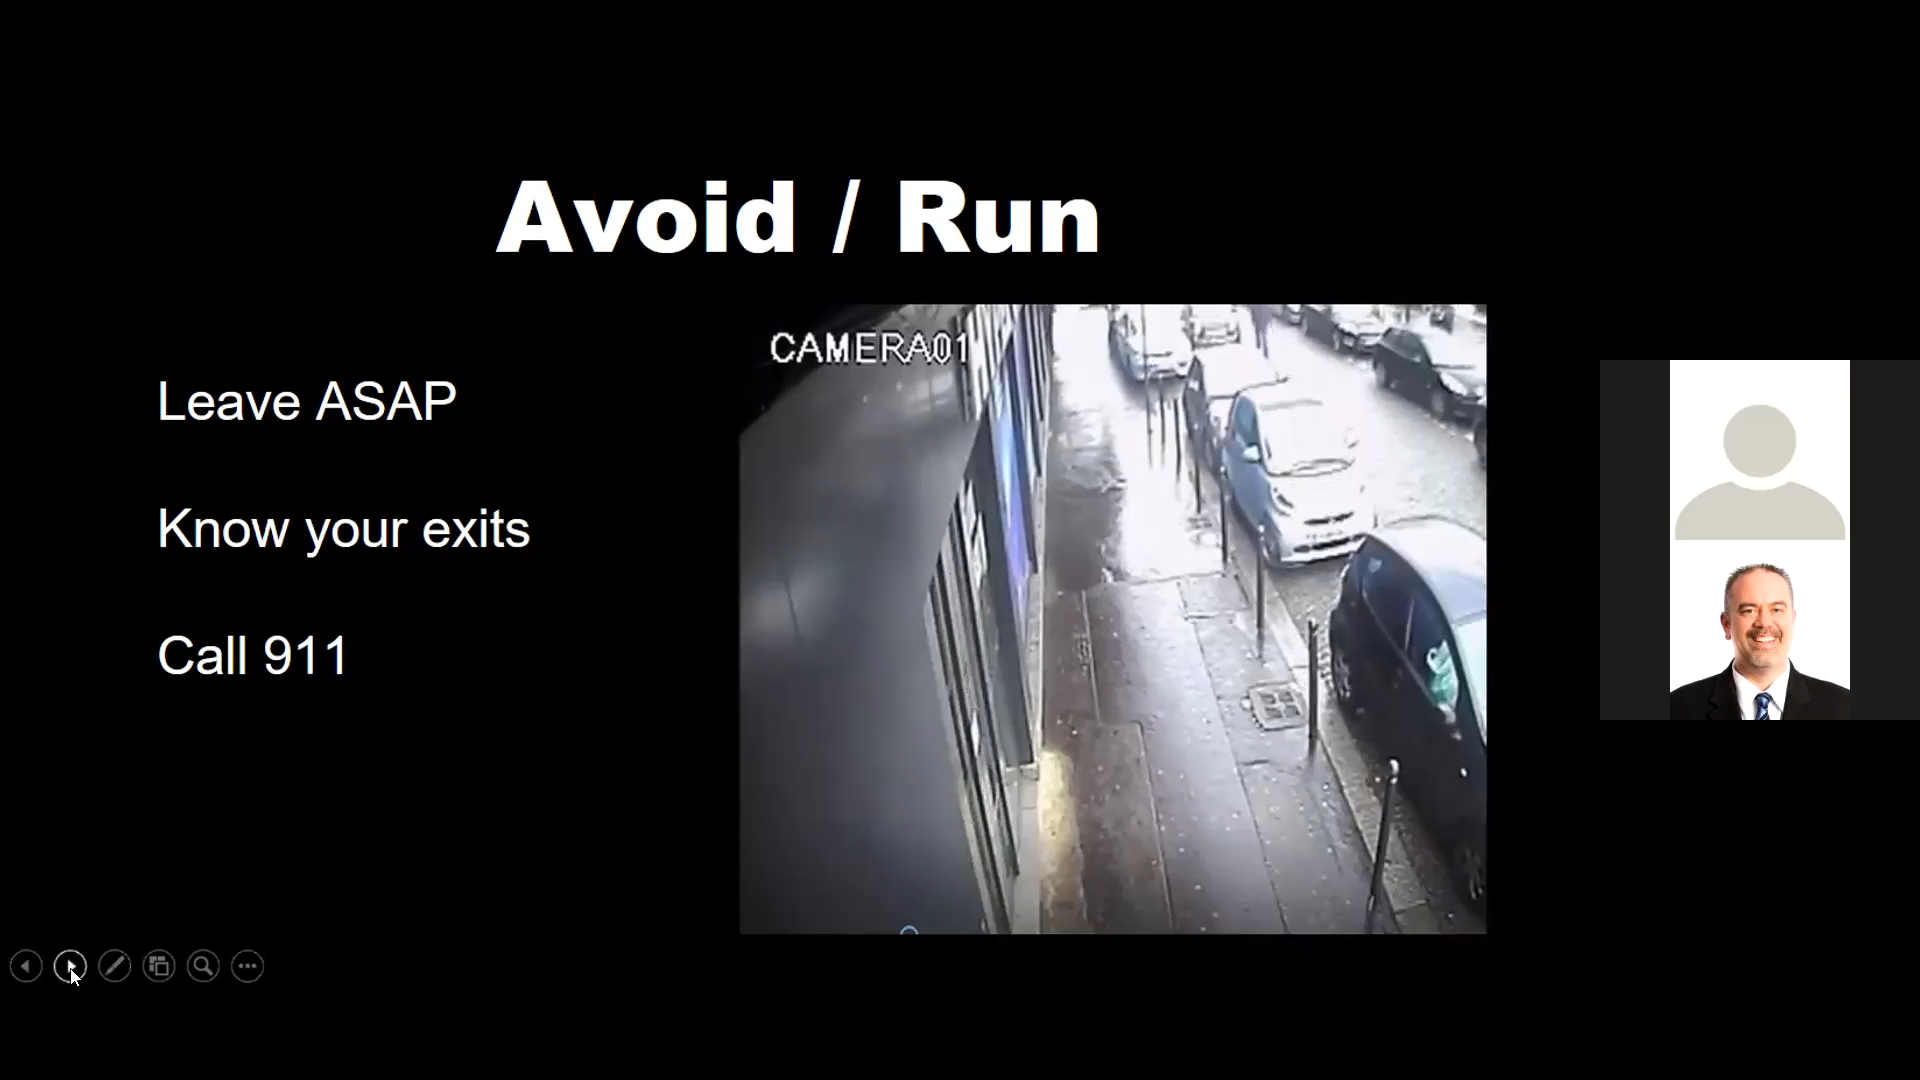 Avoid / Run
Leave ASAP
Know your exits
Call 911
CAMERA01